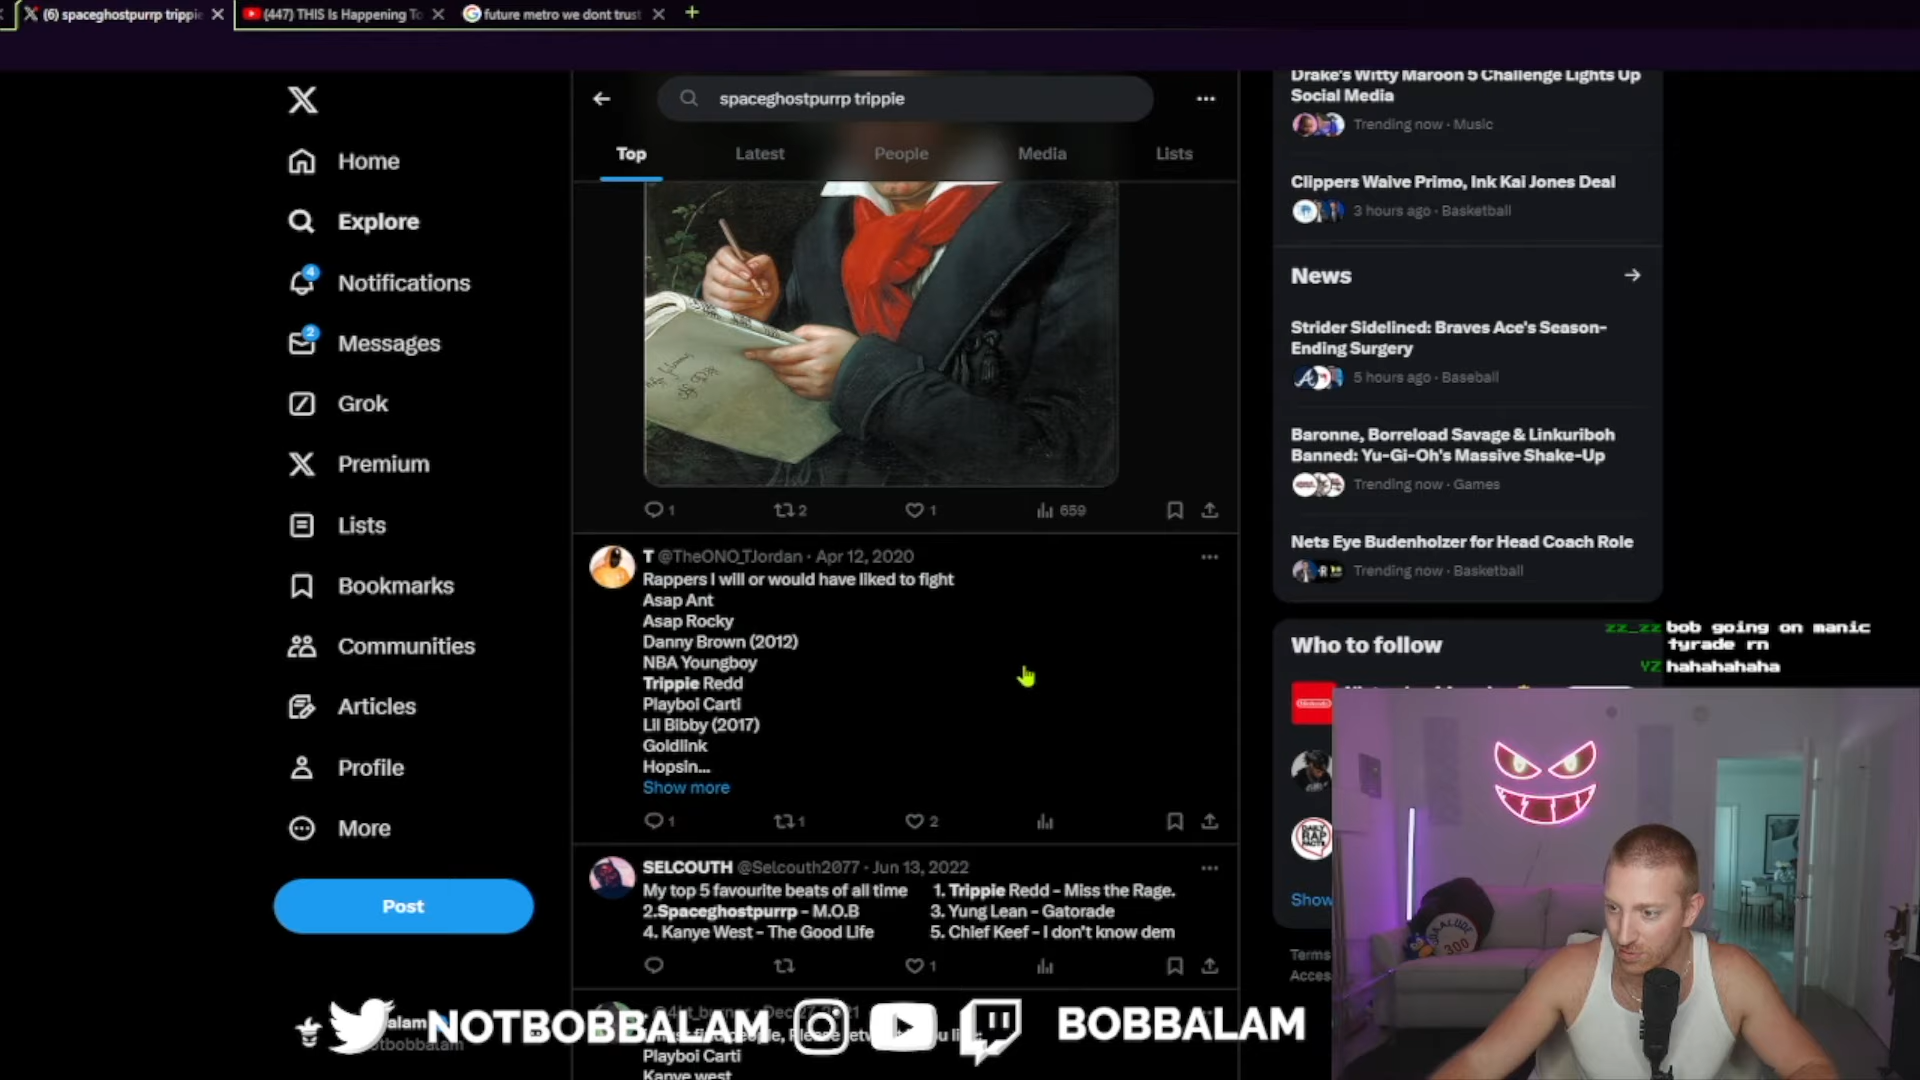 (6) spaceghostpurrp trippie
(447) THIS Is Happening To
future metro we dont trust
spaceghostpurrp trippie
Top
Latest
People
Media
Lists
Home
Explore
4
Notifications
2
Messages
Grok
Premium
Lists
Bookmarks
Communities
Articles
Profile
More
Post
1
2
1
659
T @TheONO_TJordan · Apr 12, 2020
Rappers I will or would have liked to fight
Asap Ant
Asap Rocky
Danny Brown (2012)
NBA Youngboy
Trippie Redd
Playboi Carti
Lil Bibby (2017)
Goldlink
Hopsin...
Show more
1
1
2
SELCOUTH @Selcouth2077 · Jun 13, 2022
My top 5 favourite beats of all time 1. Trippie Redd - Miss the Rage.
2.Spaceghostpurrp - M.O.B 3. Yung Lean - Gatorade
4. Kanye West - The Good Life 5. Chief Keef - I don't know dem
1
Playboi Carti
Kanye west
Drake's Witty Maroon 5 Challenge Lights Up
Social Media
Trending now · Music
Clippers Waive Primo, Ink Kai Jones Deal
3 hours ago · Basketball
News
Strider Sidelined: Braves Ace's Season-
Ending Surgery
5 hours ago · Baseball
Baronne, Borreload Savage & Linkuriboh
Banned: Yu-Gi-Oh's Massive Shake-Up
Trending now · Games
Nets Eye Budenholzer for Head Coach Role
Trending now · Basketball
Who to follow
Show
Terms
Access
zz_zz bob going on manic
tyrade rn
YZ hahahahaha
NOTBOBBALAM
BOBBALAM